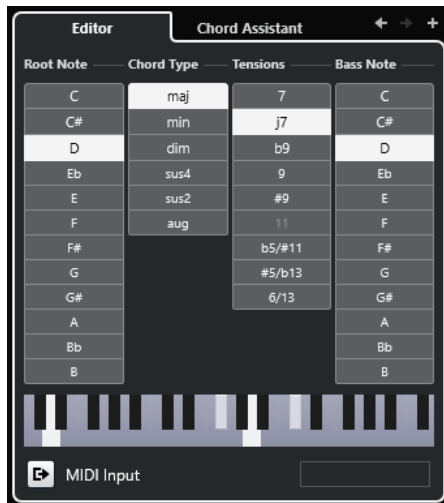 Editor Chord Assistant
Root Note Chord Type Tensions Bass Note
C maj 7 C
C# min j7 C#
D dim b9 D
Eb sus4 9 Eb
E sus2 #9 E
F aug 11 F
F# b5/#11 F#
G #5/b13 G
G# 6/13 G#
A A
Bb Bb
B B
MIDI Input